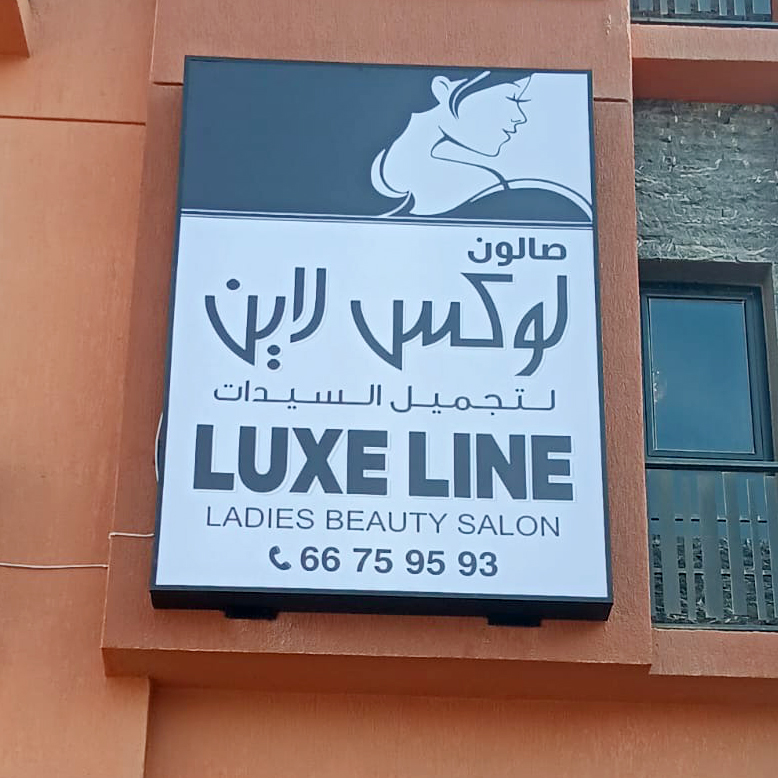 صالون
لوكس لاين
لتجميل السيدات
LUXE LINE
LADIES BEAUTY SALON
66 75 95 93